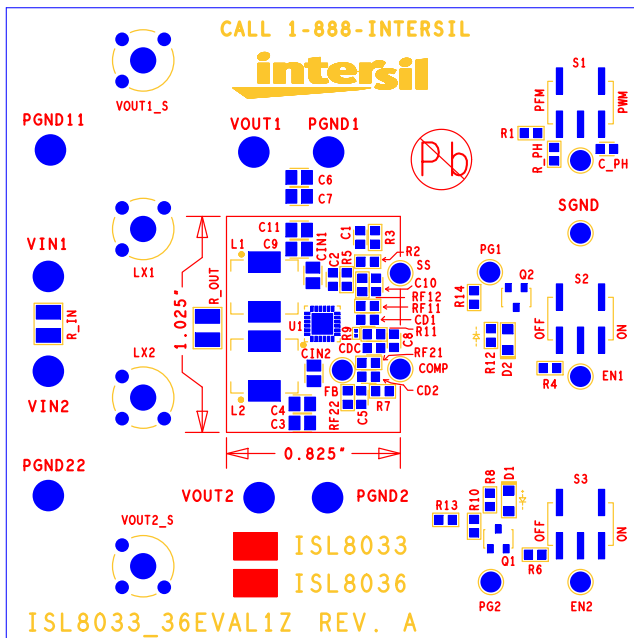 CALL 1-888-INTERSIL
intersil
VOUT1_S
PGND11
VOUT1
PGND1
Pb
S1
PFM
PWM
R1
R_PH
C_PH
C6
C7
SGND
VIN1
LX1
C11
C9
L1
CIN1
C1
R3
R2
R5
C2
SS
C10
RF12
RF11
CD1
R_OUT
1.025"
R_IN
U1
R9
R11
C8
CDC
CIN2
RF21
COMP
CD2
FB
R7
RF22
C5
C4
C3
L2
LX2
VIN2
PG1
Q2
R14
S2
OFF
ON
R12
D2
R4
EN1
0.825"
PGND22
VOUT2
PGND2
VOUT2_S
ISL8033
ISL8036
R13
R10
R8
D1
Q1
S3
OFF
ON
R6
PG2
EN2
ISL8033_36EVAL1Z REV. A